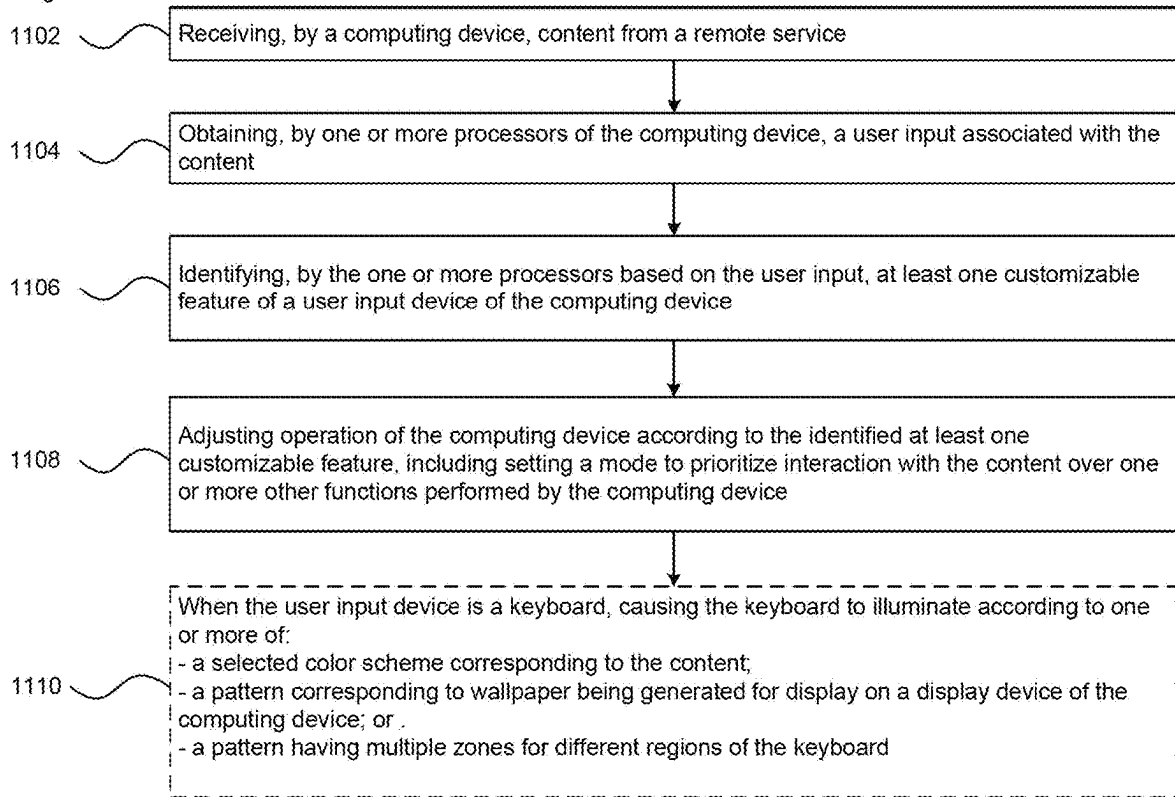 1102
Receiving, by a computing device, content from a remote service
1104
Obtaining, by one or more processors of the computing device, a user input associated with the
content
1106
Identifying, by the one or more processors based on the user input, at least one customizable
feature of a user input device of the computing device
1108
Adjusting operation of the computing device according to the identified at least one
customizable feature, including setting a mode to prioritize interaction with the content over one
or more other functions performed by the computing device
1110
When the user input device is a keyboard, causing the keyboard to illuminate according to one
or more of:
- a selected color scheme corresponding to the content;
- a pattern corresponding to wallpaper being generated for display on a display device of the
computing device; or .
- a pattern having multiple zones for different regions of the keyboard